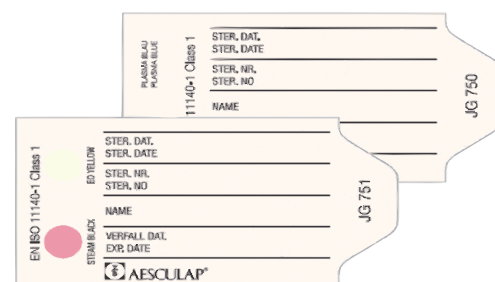 PLASMA BLAU
PLASMA BLUE
11140-1 Class 1
STER. DAT.
STER. DATE
STER. NR.
STER. NO
NAME
JG 750
EN ISO 11140-1 Class 1
EO YELLOW
STEAM BLACK
STER. DAT.
STER. DATE
STER. NR.
STER. NO
NAME
VERFALL DAT.
EXP. DATE
AESCULAP®
JG 751